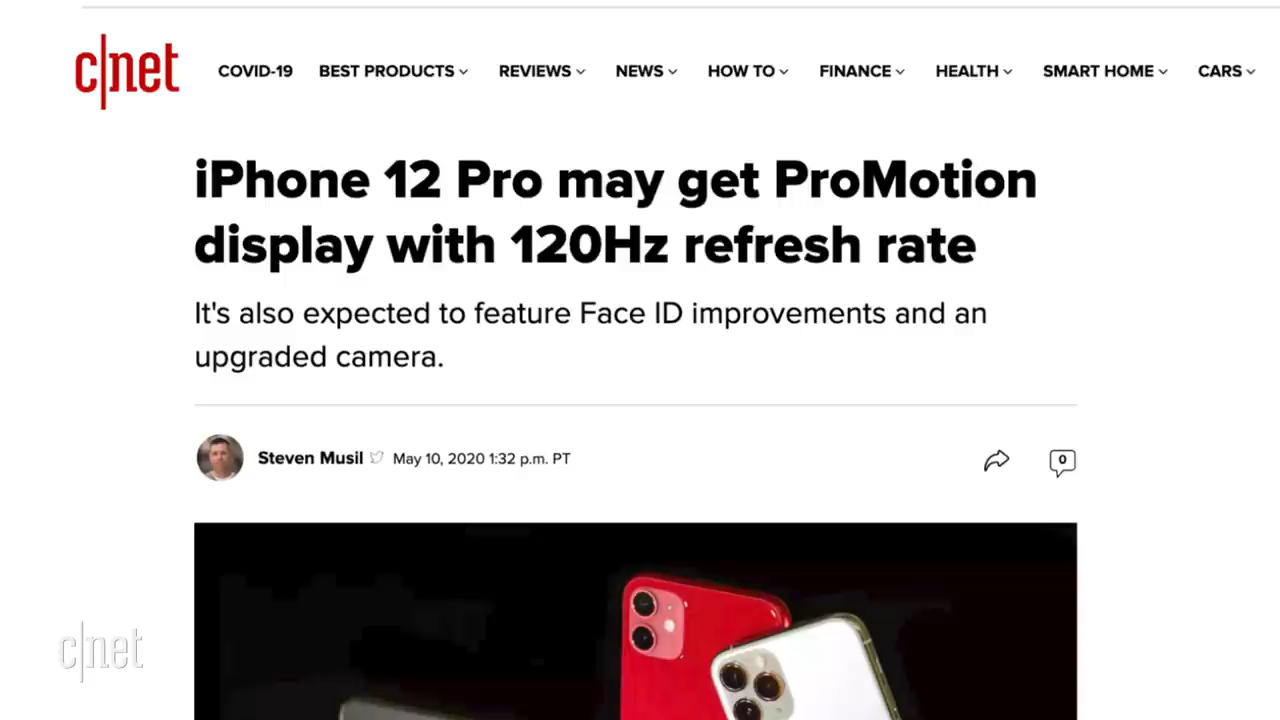 c|net
COVID-19 BEST PRODUCTS REVIEWS NEWS HOW TO FINANCE HEALTH SMART HOME CARS
iPhone 12 Pro may get ProMotion
display with 120Hz refresh rate
It's also expected to feature Face ID improvements and an
upgraded camera.
Steven Musil May 10, 2020 1:32 p.m. PT
0
c|net